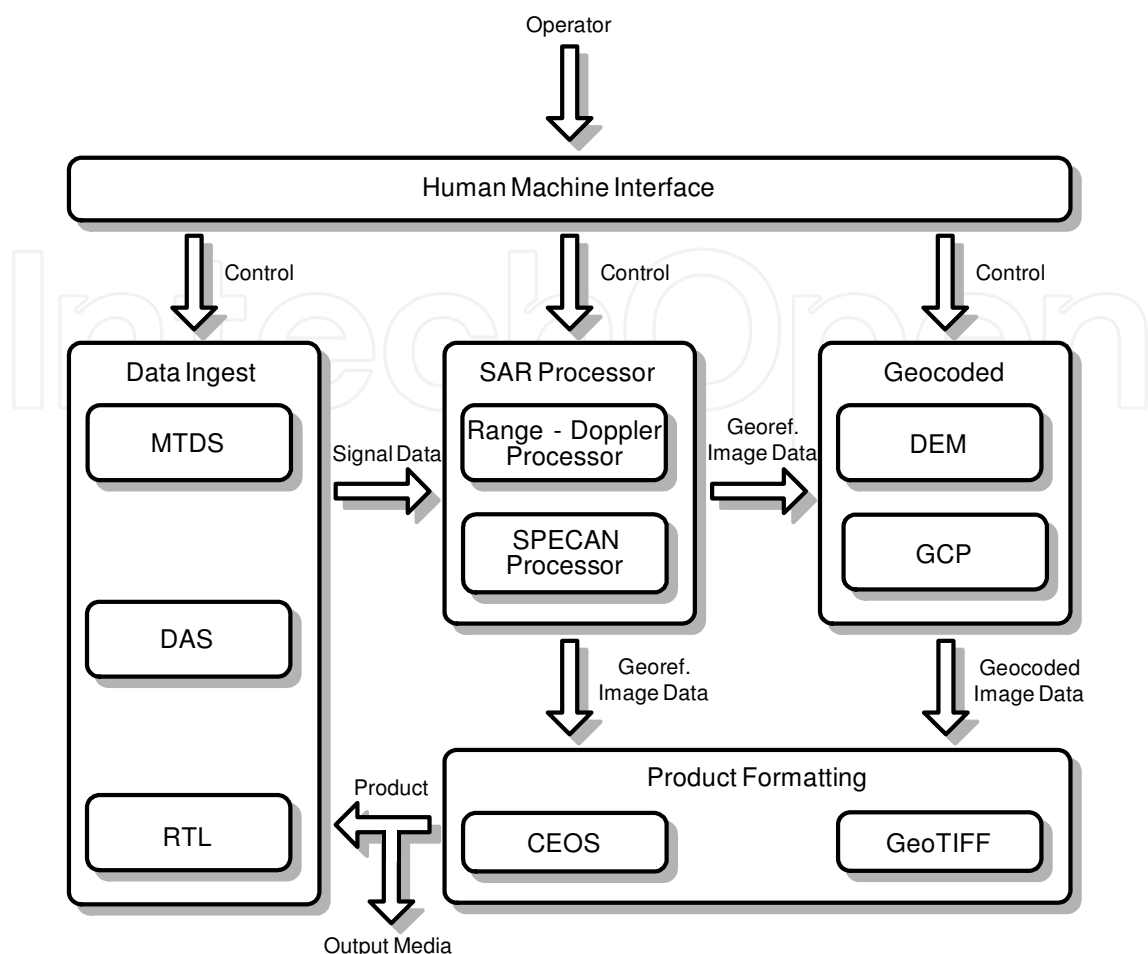 Operator
Human Machine Interface
Control
Control
Control
IntechOpen
Data Ingest
MTDS
DAS
RTL
Signal Data
SAR Processor
Range - Doppler
Processor
SPECAN
Processor
Georef.
Image Data
Geocoded
DEM
GCP
Georef.
Image Data
Geocoded
Image Data
Product Formatting
CEOS
GeoTIFF
Product
Output Media